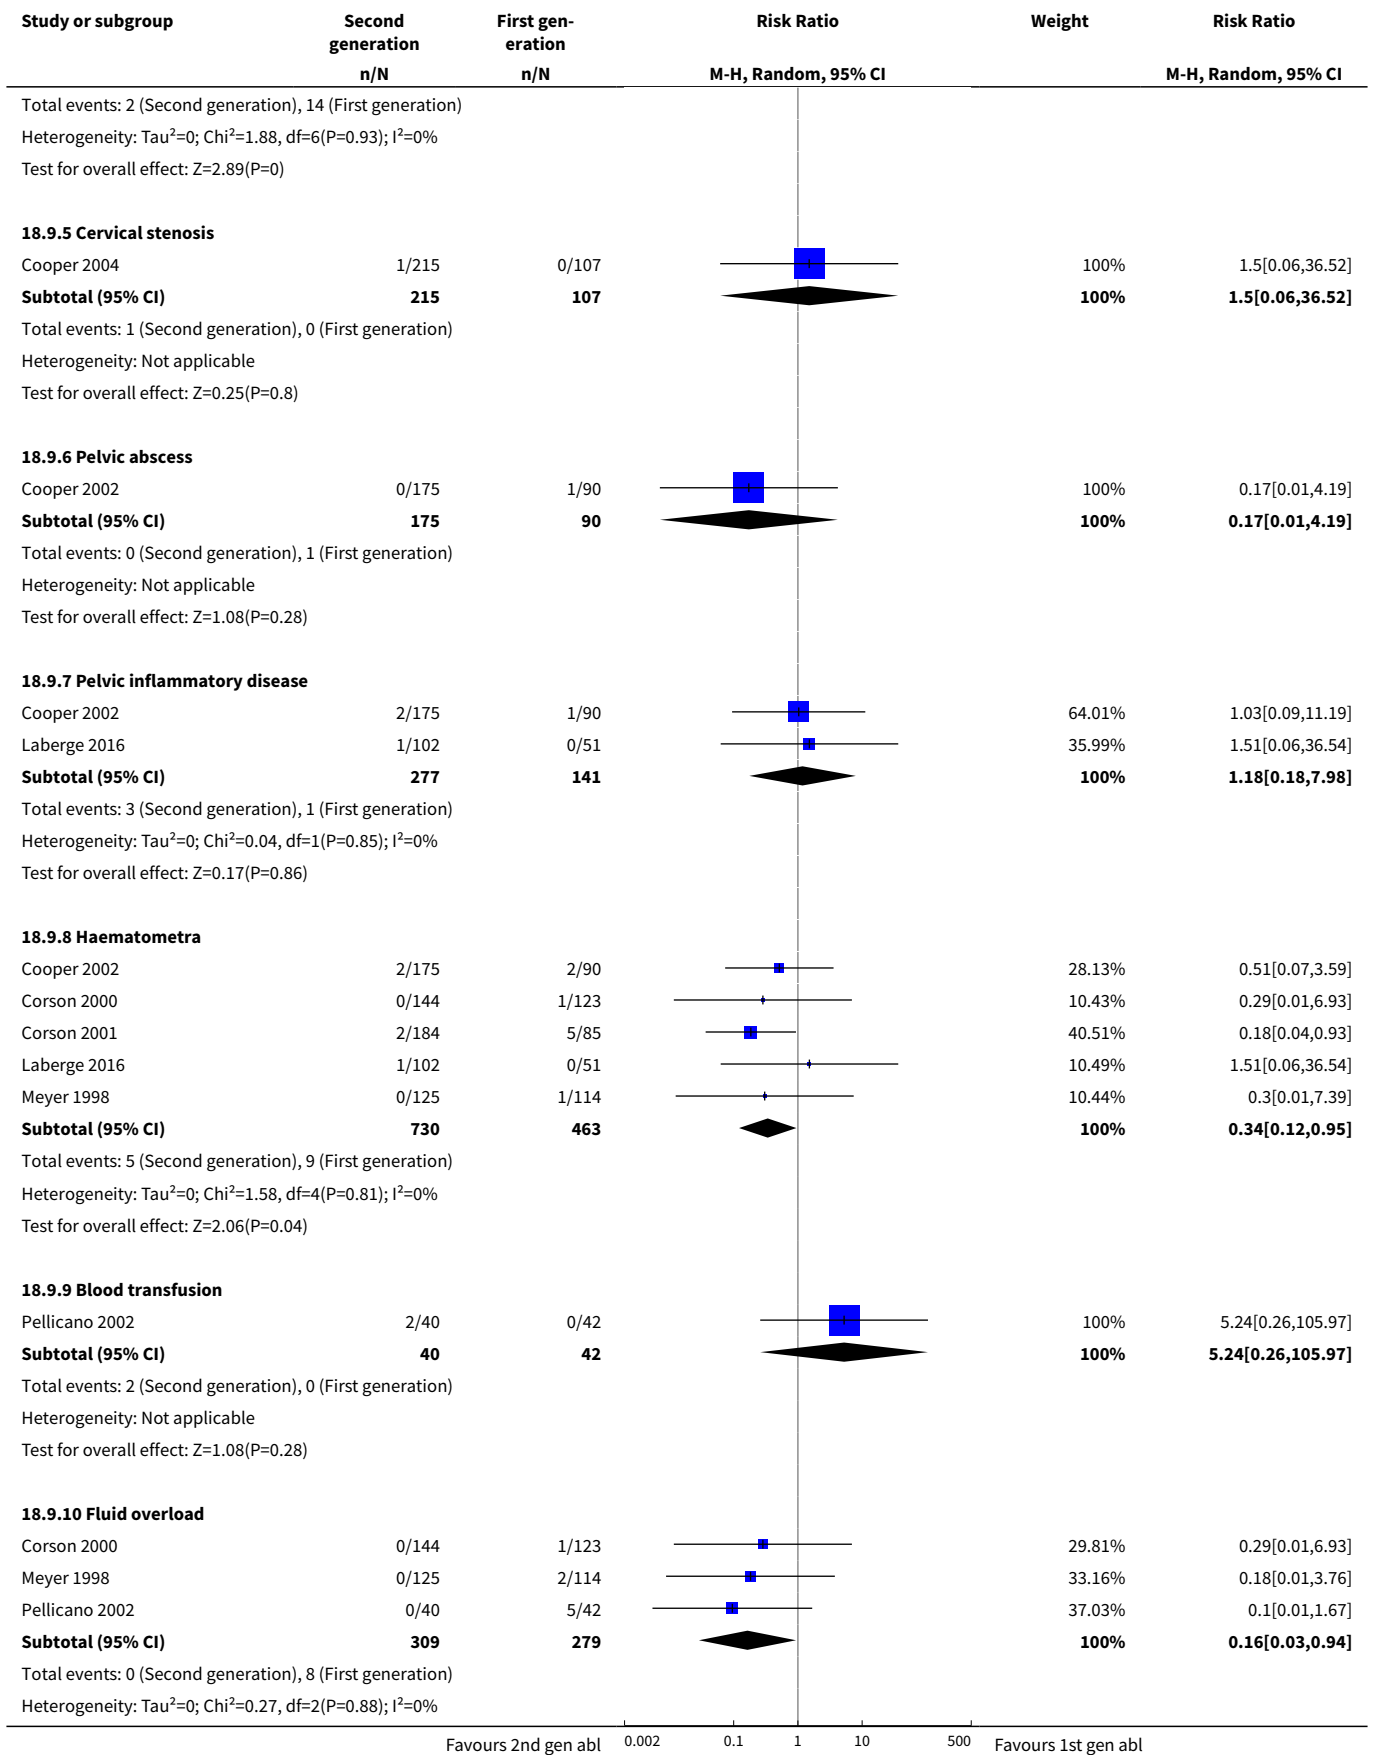 Study or subgroup Second First gen- Risk Ratio Weight Risk Ratio
generation eration
n/N n/N M-H, Random, 95% CI M-H, Random, 95% CI
Total events: 2 (Second generation), 14 (First generation)
Heterogeneity: Tau²=0; Chi²=1.88, df=6(P=0.93); I²=0%
Test for overall effect: Z=2.89(P=0)
18.9.5 Cervical stenosis
Cooper 2004 1/215 0/107 100% 1.5[0.06,36.52]
Subtotal (95% CI) 215 107 100% 1.5[0.06,36.52]
Total events: 1 (Second generation), 0 (First generation)
Heterogeneity: Not applicable
Test for overall effect: Z=0.25(P=0.8)
18.9.6 Pelvic abscess
Cooper 2002 0/175 1/90 100% 0.17[0.01,4.19]
Subtotal (95% CI) 175 90 100% 0.17[0.01,4.19]
Total events: 0 (Second generation), 1 (First generation)
Heterogeneity: Not applicable
Test for overall effect: Z=1.08(P=0.28)
18.9.7 Pelvic inflammatory disease
Cooper 2002 2/175 1/90 64.01% 1.03[0.09,11.19]
Laberge 2016 1/102 0/51 35.99% 1.51[0.06,36.54]
Subtotal (95% CI) 277 141 100% 1.18[0.18,7.98]
Total events: 3 (Second generation), 1 (First generation)
Heterogeneity: Tau²=0; Chi²=0.04, df=1(P=0.85); I²=0%
Test for overall effect: Z=0.17(P=0.86)
18.9.8 Haematometra
Cooper 2002 2/175 2/90 28.13% 0.51[0.07,3.59]
Corson 2000 0/144 1/123 10.43% 0.29[0.01,6.93]
Corson 2001 2/184 5/85 40.51% 0.18[0.04,0.93]
Laberge 2016 1/102 0/51 10.49% 1.51[0.06,36.54]
Meyer 1998 0/125 1/114 10.44% 0.3[0.01,7.39]
Subtotal (95% CI) 730 463 100% 0.34[0.12,0.95]
Total events: 5 (Second generation), 9 (First generation)
Heterogeneity: Tau²=0; Chi²=1.58, df=4(P=0.81); I²=0%
Test for overall effect: Z=2.06(P=0.04)
18.9.9 Blood transfusion
Pellicano 2002 2/40 0/42 100% 5.24[0.26,105.97]
Subtotal (95% CI) 40 42 100% 5.24[0.26,105.97]
Total events: 2 (Second generation), 0 (First generation)
Heterogeneity: Not applicable
Test for overall effect: Z=1.08(P=0.28)
18.9.10 Fluid overload
Corson 2000 0/144 1/123 29.81% 0.29[0.01,6.93]
Meyer 1998 0/125 2/114 33.16% 0.18[0.01,3.76]
Pellicano 2002 0/40 5/42 37.03% 0.1[0.01,1.67]
Subtotal (95% CI) 309 279 100% 0.16[0.03,0.94]
Total events: 0 (Second generation), 8 (First generation)
Heterogeneity: Tau²=0; Chi²=0.27, df=2(P=0.88); I²=0%
Favours 2nd gen abl 0.002 0.1 1 10 500 Favours 1st gen abl